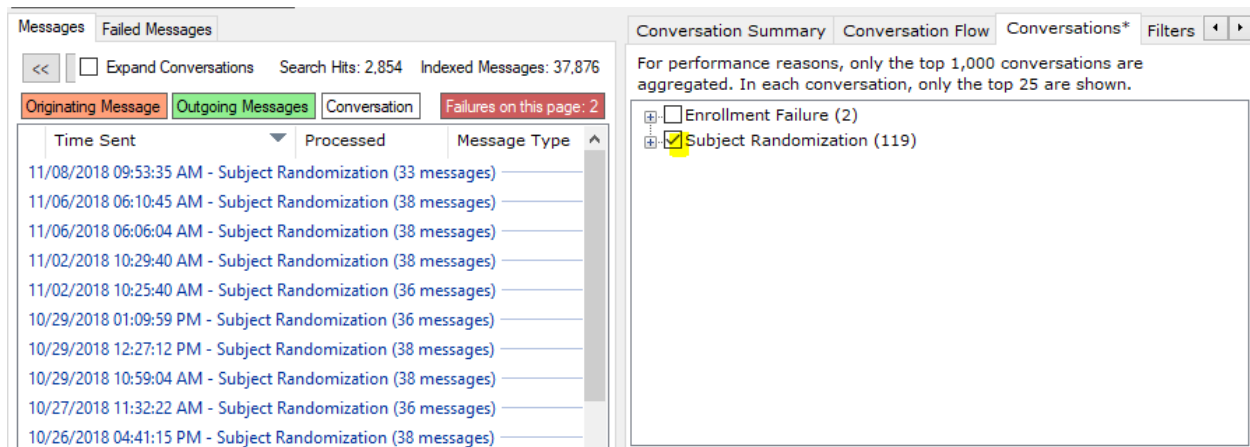 Messages Failed Messages
<< Expand Conversations Search Hits: 2,854 Indexed Messages: 37,876
Originating Message Outgoing Messages Conversation Failures on this page: 2
Time Sent Processed Message Type
11/08/2018 09:53:35 AM - Subject Randomization (33 messages)
11/06/2018 06:10:45 AM - Subject Randomization (38 messages)
11/06/2018 06:06:04 AM - Subject Randomization (38 messages)
11/02/2018 10:29:40 AM - Subject Randomization (38 messages)
11/02/2018 10:25:40 AM - Subject Randomization (36 messages)
10/29/2018 01:09:59 PM - Subject Randomization (36 messages)
10/29/2018 12:27:12 PM - Subject Randomization (38 messages)
10/29/2018 10:59:04 AM - Subject Randomization (38 messages)
10/27/2018 11:32:22 AM - Subject Randomization (36 messages)
10/26/2018 04:41:15 PM - Subject Randomization (38 messages)
Conversation Summary Conversation Flow Conversations* Filters
For performance reasons, only the top 1,000 conversations are
aggregated. In each conversation, only the top 25 are shown.
Enrollment Failure (2)
Subject Randomization (119)